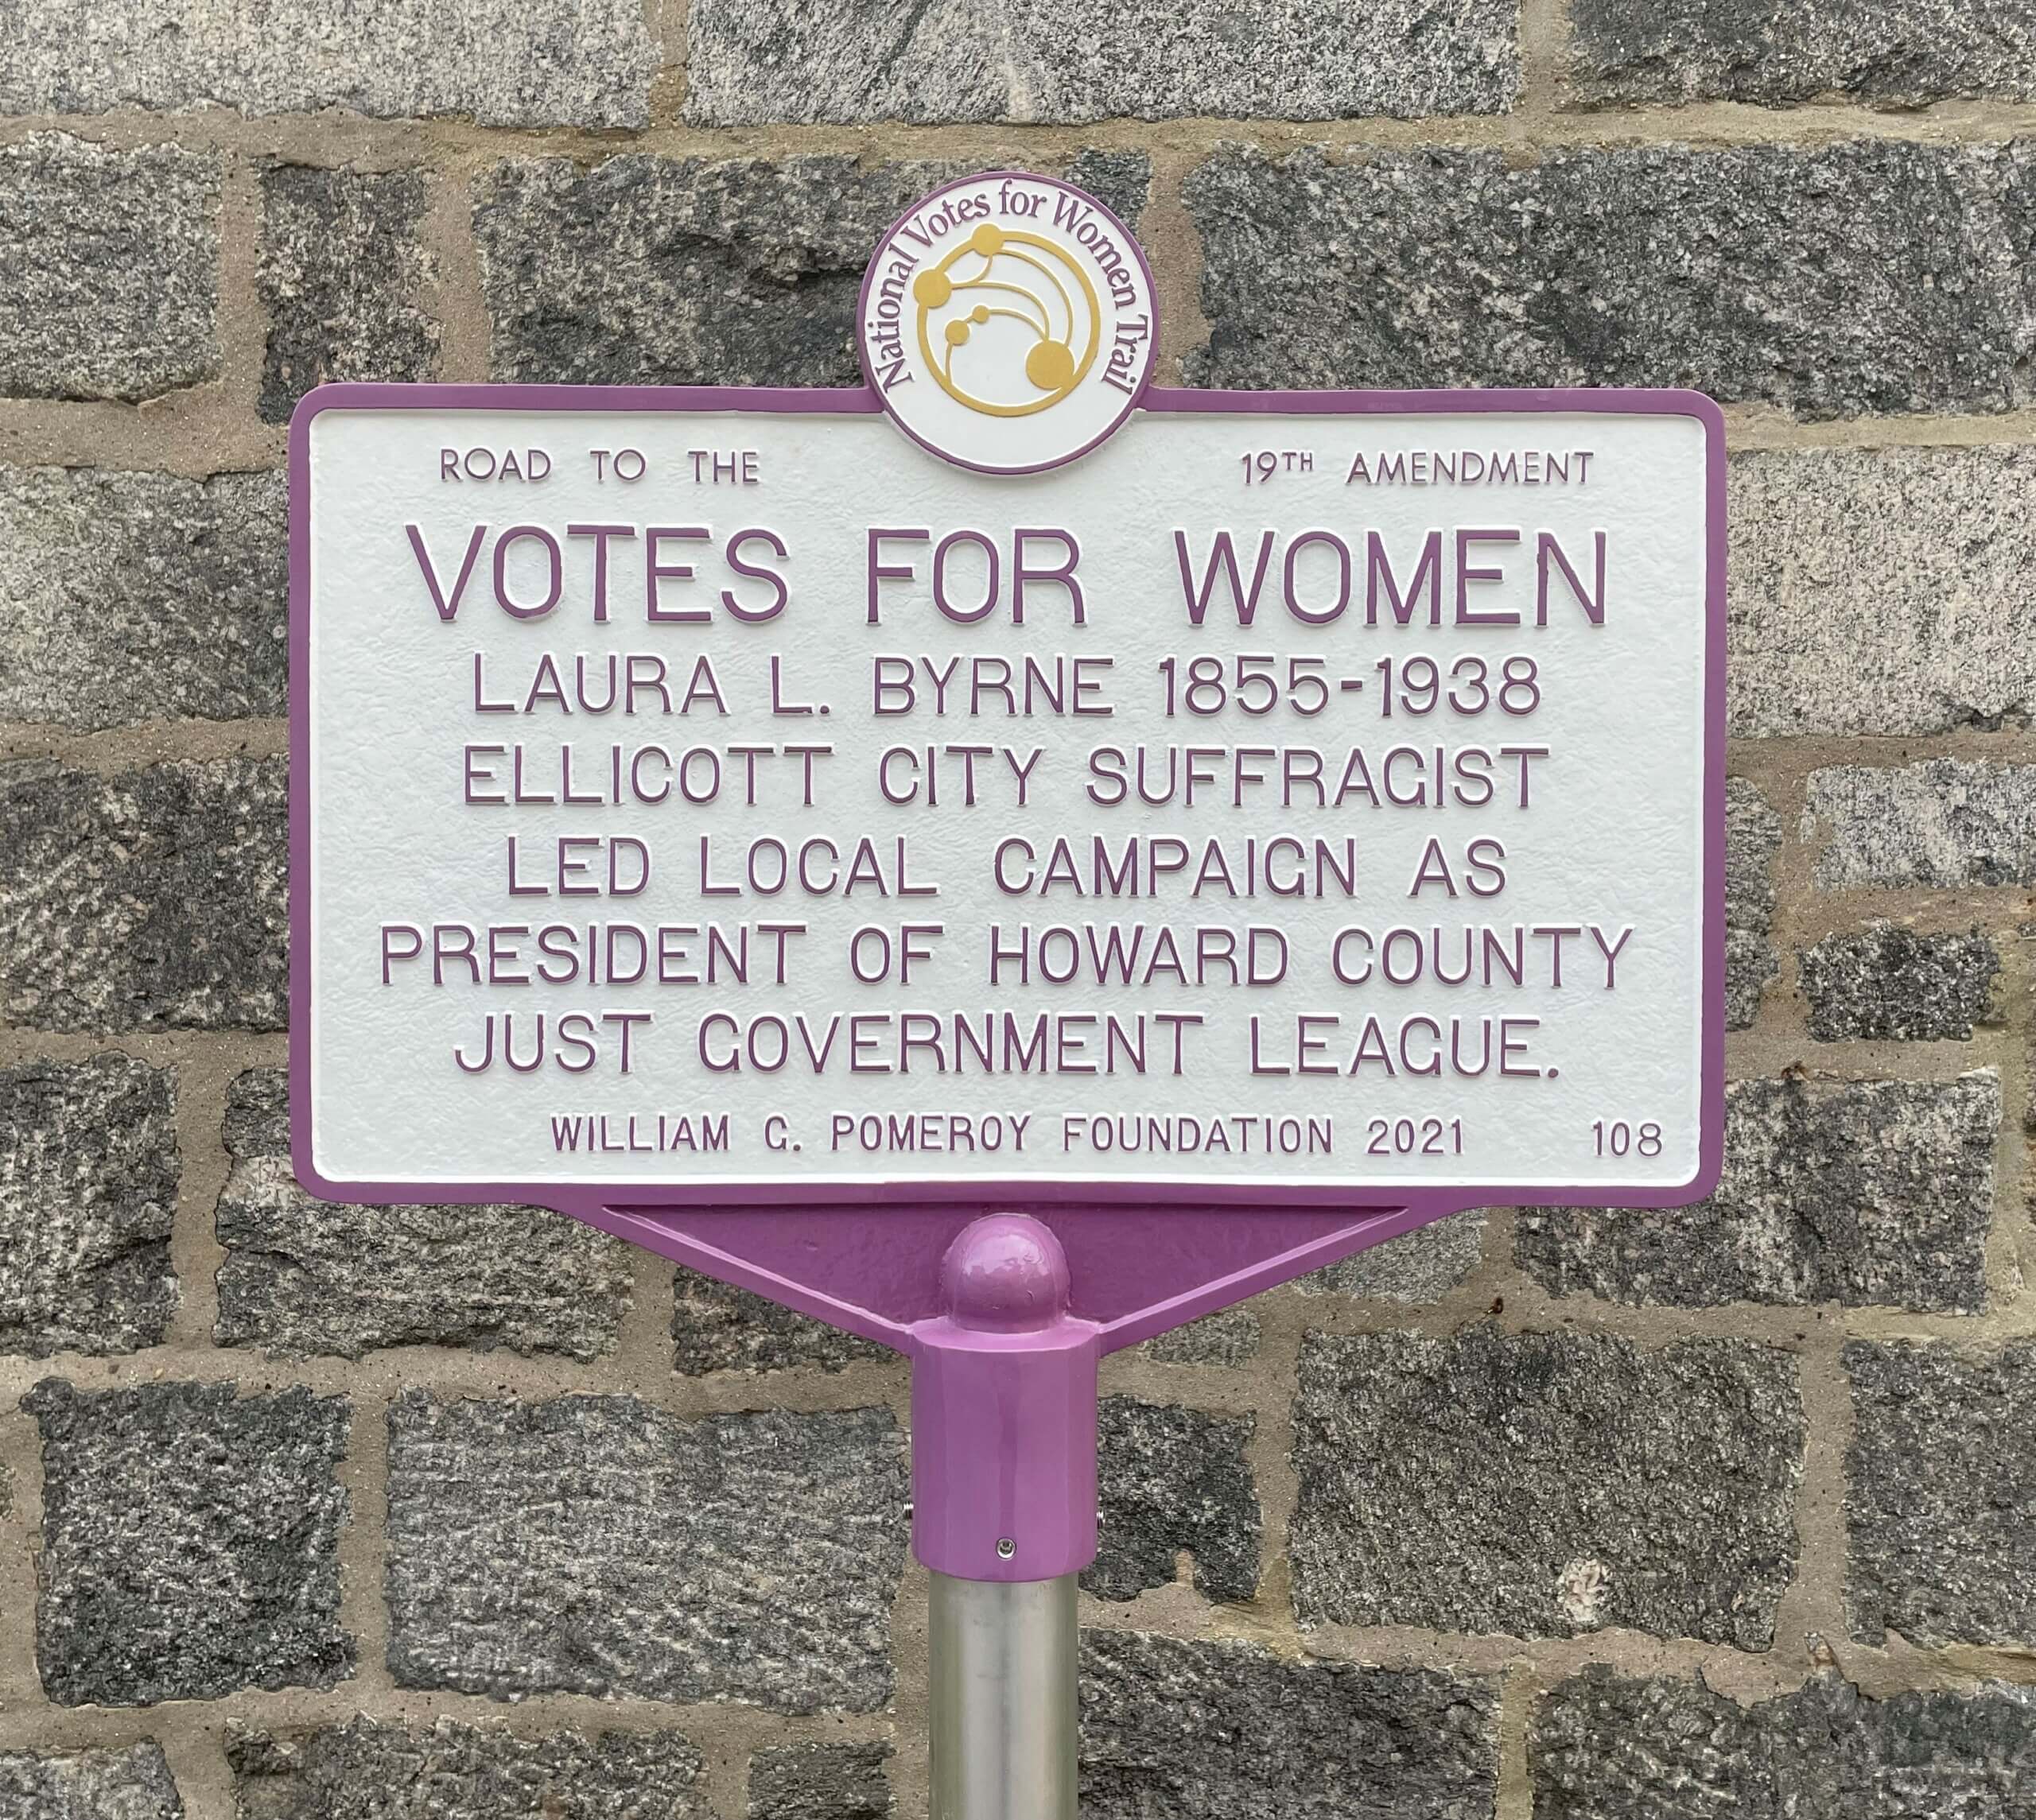 National Votes for Women Trail
ROAD TO THE 19TH AMENDMENT
VOTES FOR WOMEN
LAURA L. BYRNE 1855-1938
ELLICOTT CITY SUFFRAGIST
LED LOCAL CAMPAIGN AS
PRESIDENT OF HOWARD COUNTY
JUST GOVERNMENT LEAGUE.
WILLIAM G. POMEROY FOUNDATION 2021 108